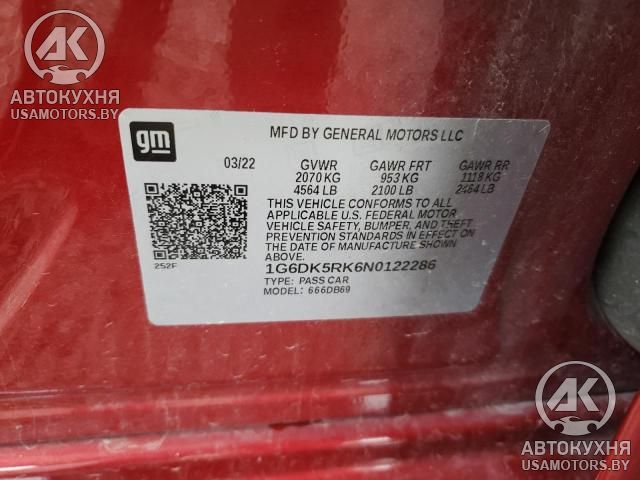 AK
АВТОКУХНЯ
USAMOTORS.BY
gm
MFD BY GENERAL MOTORS LLC
03/22 GVWR GAWR FRT GAWR RR
2070 KG 953 KG 1118 KG
4564 LB 2100 LB 2464 LB
THIS VEHICLE CONFORMS TO ALL
APPLICABLE U.S. FEDERAL MOTOR
VEHICLE SAFETY, BUMPER, AND THEFT
PREVENTION STANDARDS IN EFFECT ON
THE DATE OF MANUFACTURE SHOWN
ABOVE.
252F
1G6DK5RK6N0122286
TYPE: PASS CAR
MODEL: 666DB69
AK
АВТОКУХНЯ
USAMOTORS.BY